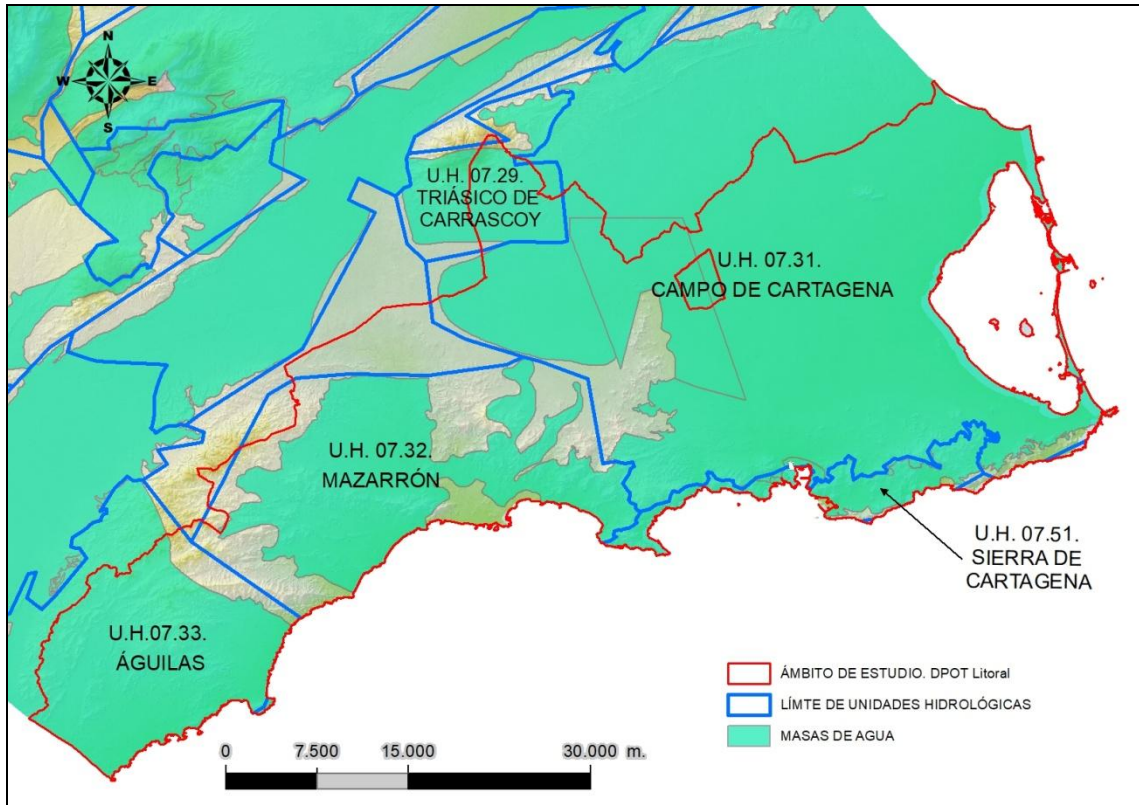 N
W E
S
U.H. 07.29.
TRIÁSICO DE
CARRASCOY
U.H. 07.31.
CAMPO DE CARTAGENA
U.H. 07.32.
MAZARRÓN
U.H. 07.51.
SIERRA DE
CARTAGENA
U.H.07.33.
ÁGUILAS
ÁMBITO DE ESTUDIO. DPOT Litoral
LÍMTE DE UNIDADES HIDROLÓGICAS
MASAS DE AGUA
0 7.500 15.000 30.000 m.